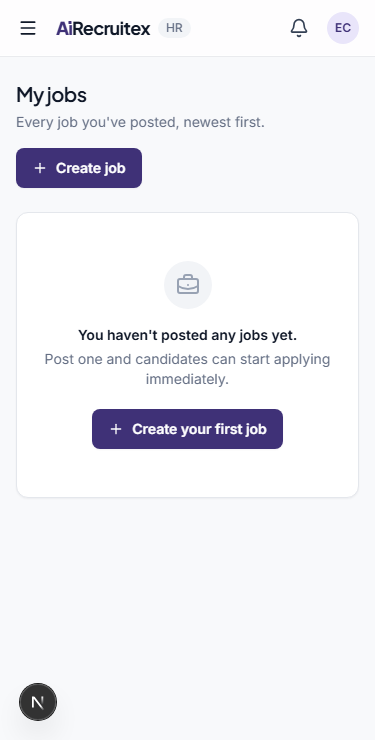 AiRecruitex HR EC
My jobs
Every job you've posted, newest first.
+ Create job
You haven't posted any jobs yet.
Post one and candidates can start applying
immediately.
+ Create your first job
N